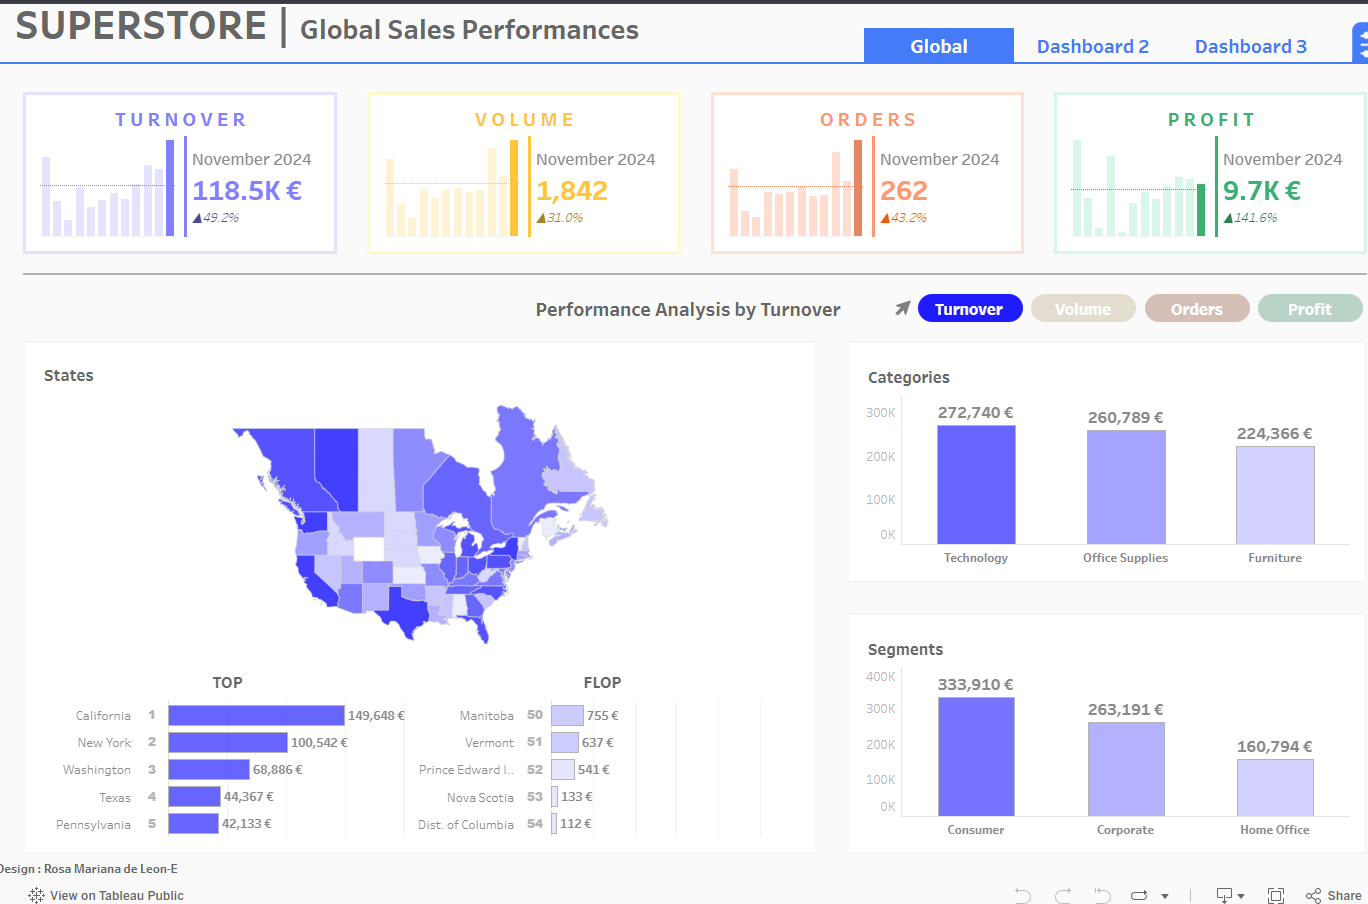 SUPERSTORE | Global Sales Performances
Global
Dashboard 2
Dashboard 3
TURNOVER
November 2024
118.5K €
▲49.2%
VOLUME
November 2024
1,842
▲31.0%
ORDERS
November 2024
262
▲43.2%
PROFIT
November 2024
9.7K €
▲141.6%
Performance Analysis by Turnover
Turnover
Volume
Orders
Profit
States
TOP
California 1 149,648 €
New York 2 100,542 €
Washington 3 68,886 €
Texas 4 44,367 €
Pennsylvania 5 42,133 €
FLOP
Manitoba 50 755 €
Vermont 51 637 €
Prince Edward I.. 52 541 €
Nova Scotia 53 133 €
Dist. of Columbia 54 112 €
Categories
300K
200K
100K
0K
272,740 €
260,789 €
224,366 €
Technology
Office Supplies
Furniture
Segments
400K
300K
200K
100K
0K
333,910 €
263,191 €
160,794 €
Consumer
Corporate
Home Office
Design : Rosa Mariana de Leon-E
View on Tableau Public
Share